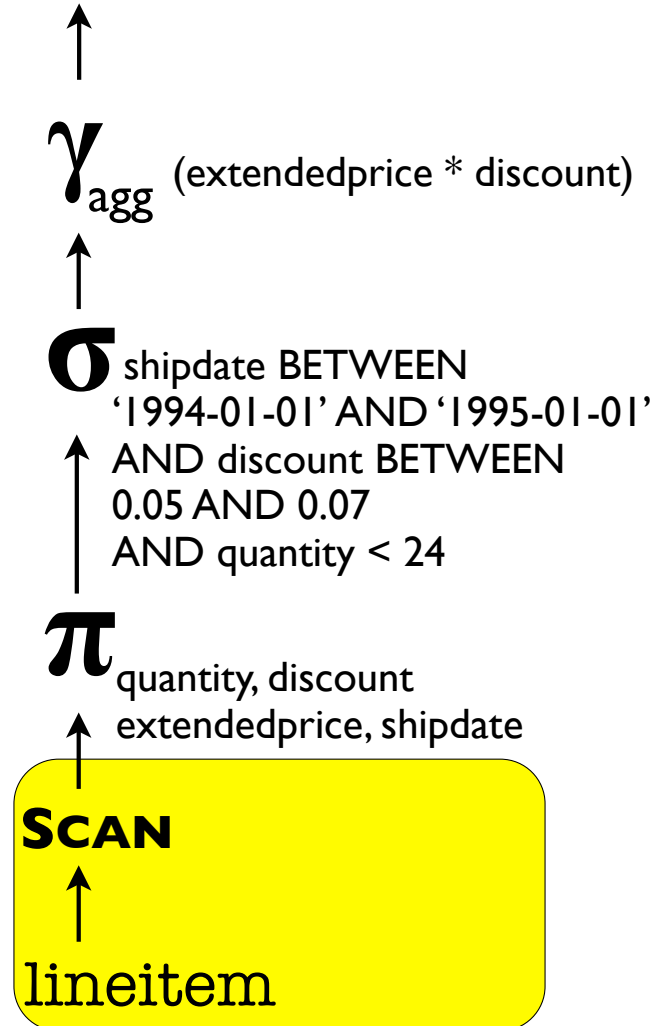 γagg (extendedprice * discount)
σ shipdate BETWEEN
‘1994-01-01’ AND ‘1995-01-01’
AND discount BETWEEN
0.05 AND 0.07
AND quantity < 24
π quantity, discount
extendedprice, shipdate
SCAN
lineitem